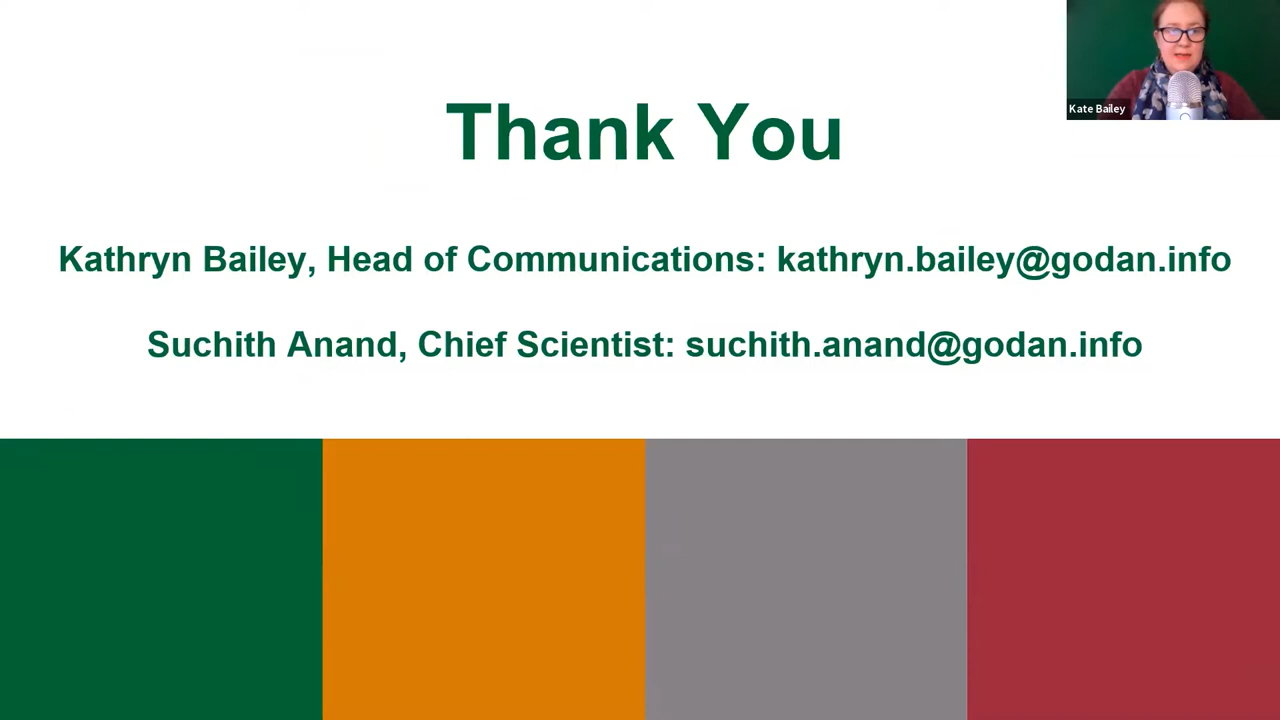 Thank You
Kate Bailey
Kathryn Bailey, Head of Communications: kathryn.bailey@godan.info
Suchith Anand, Chief Scientist: suchith.anand@godan.info